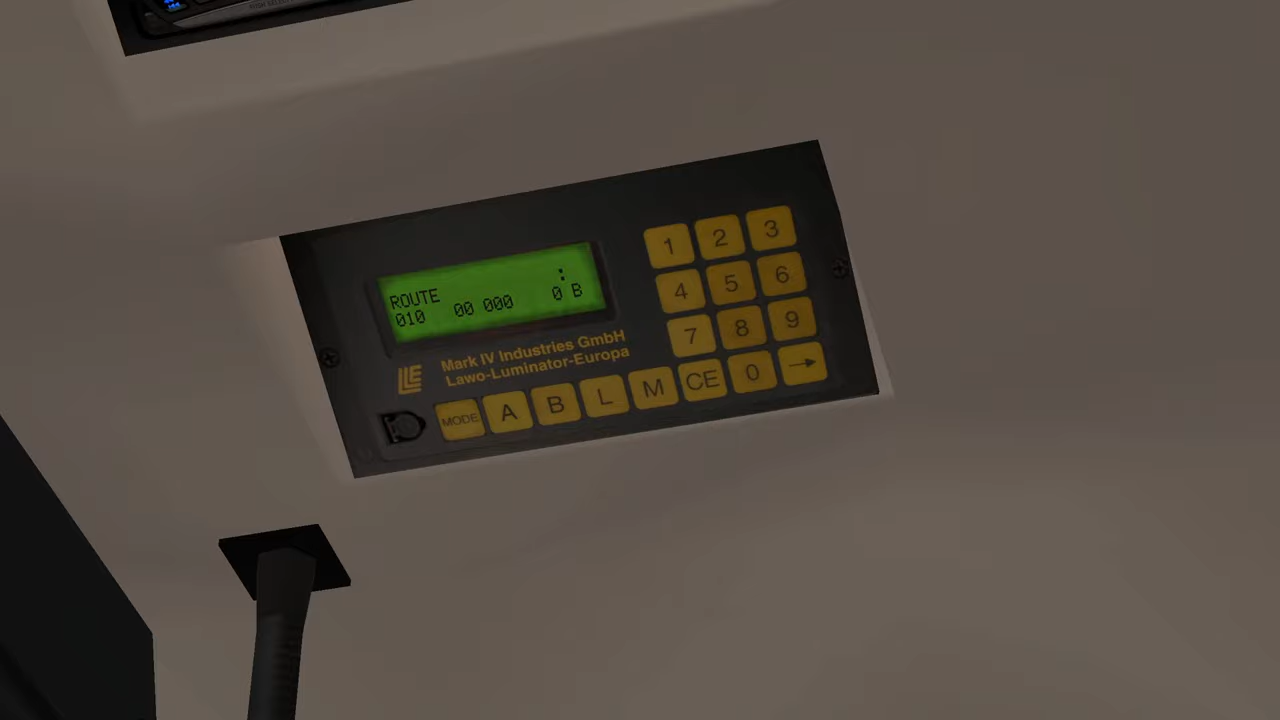 ROUTE :
010 00 000 0 B
Mark IV Industries GmbH
Lawo-Luminator-Europa
1 2 3
4 5 6
7 8 9
MODE A B L M CE 0 →